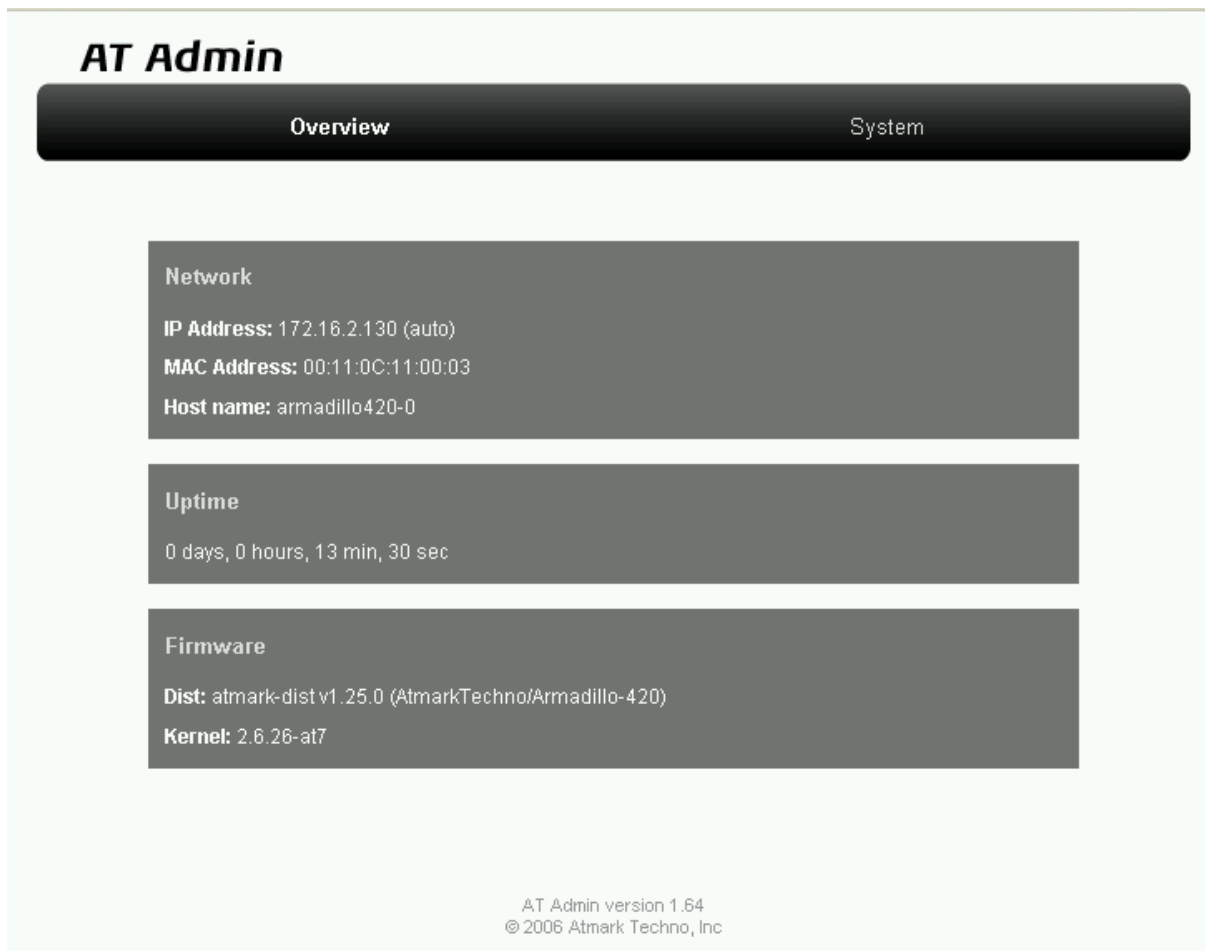 AT Admin
Overview
System
Network
IP Address: 172.16.2.130 (auto)
MAC Address: 00:11:0C:11:00:03
Host name: armadillo420-0
Uptime
0 days, 0 hours, 13 min, 30 sec
Firmware
Dist: atmark-dist v1.25.0 (AtmarkTechno/Armadillo-420)
Kernel: 2.6.26-at7
AT Admin version 1.64
© 2006 Atmark Techno, Inc